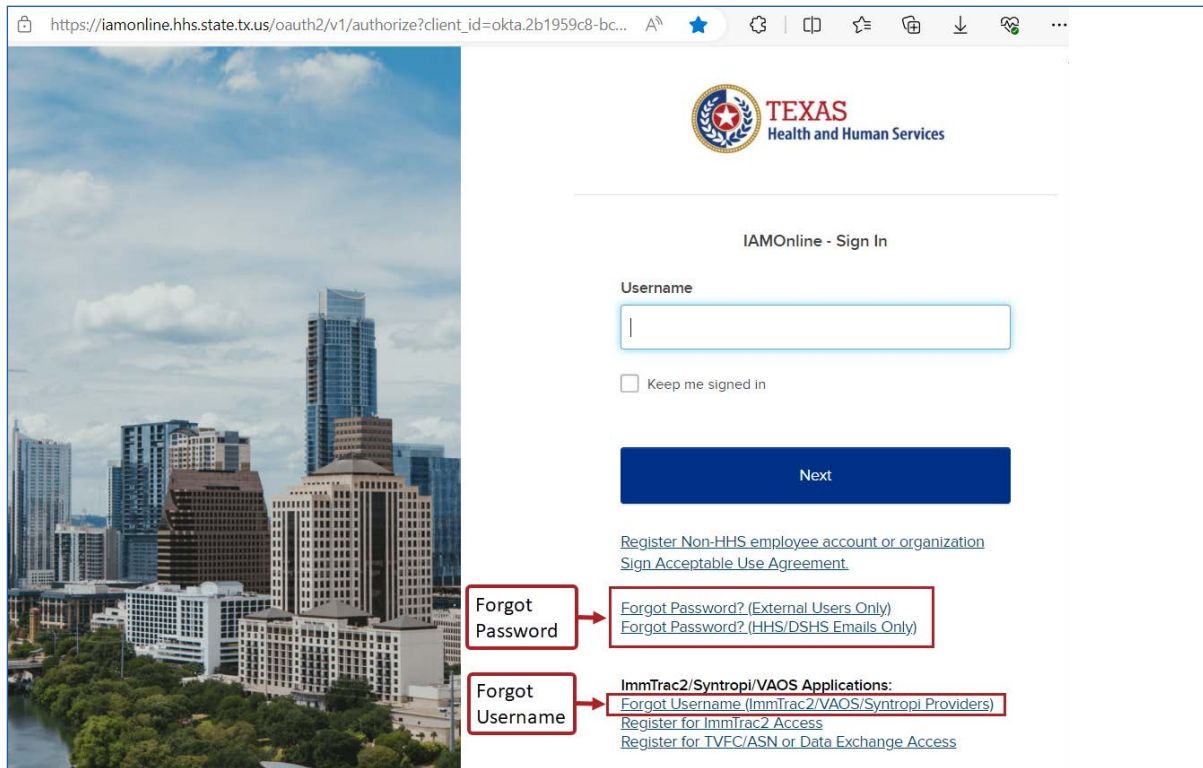 https://iamonline.hhs.state.tx.us/oauth2/v1/authorize?client_id=okta.2b1959c8-bc...
TEXAS
Health and Human Services
IAMOnline - Sign In
Username
Keep me signed in
Next
Register Non-HHS employee account or organization
Sign Acceptable Use Agreement.
Forgot
Password
Forgot Password? (External Users Only)
Forgot Password? (HHS/DSHS Emails Only)
Forgot
Username
ImmTrac2/Syntropi/VAOS Applications:
Forgot Username (ImmTrac2/VAOS/Syntropi Providers)
Register for ImmTrac2 Access
Register for TVFC/ASN or Data Exchange Access